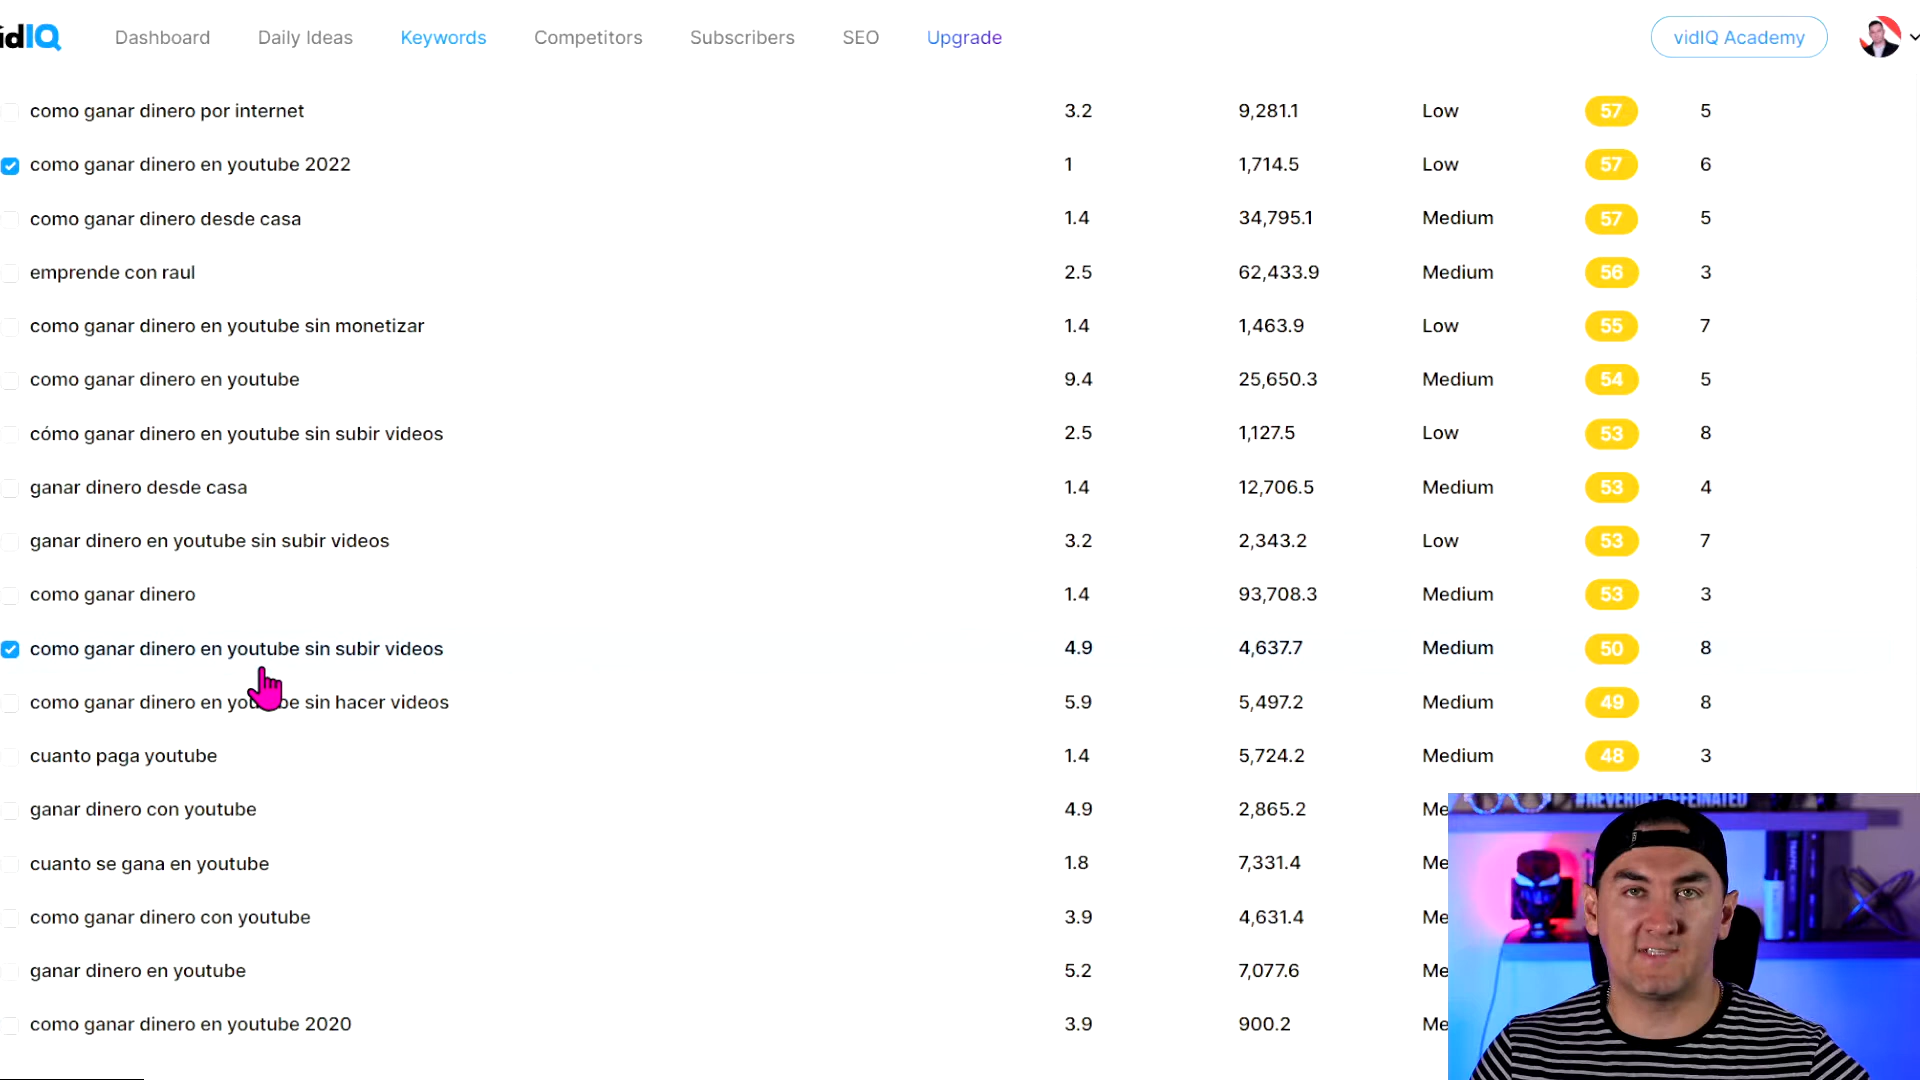 idIQ Dashboard Daily Ideas Keywords Competitors Subscribers SEO Upgrade vidIQ Academy
como ganar dinero por internet 3.2 9,281.1 Low 57 5
como ganar dinero en youtube 2022 1 1,714.5 Low 57 6
como ganar dinero desde casa 1.4 34,795.1 Medium 57 5
emprende con raul 2.5 62,433.9 Medium 56 3
como ganar dinero en youtube sin monetizar 1.4 1,463.9 Low 55 7
como ganar dinero en youtube 9.4 25,650.3 Medium 54 5
cómo ganar dinero en youtube sin subir videos 2.5 1,127.5 Low 53 8
ganar dinero desde casa 1.4 12,706.5 Medium 53 4
ganar dinero en youtube sin subir videos 3.2 2,343.2 Low 53 7
como ganar dinero 1.4 93,708.3 Medium 53 3
como ganar dinero en youtube sin subir videos 4.9 4,637.7 Medium 50 8
como ganar dinero en youtube sin hacer videos 5.9 5,497.2 Medium 49 8
cuanto paga youtube 1.4 5,724.2 Medium 48 3
ganar dinero con youtube 4.9 2,865.2 Me
#NEVERDECAFFEINATED
cuanto se gana en youtube 1.8 7,331.4 Me
como ganar dinero con youtube 3.9 4,631.4 Me
ganar dinero en youtube 5.2 7,077.6 Me
como ganar dinero en youtube 2020 3.9 900.2 Me